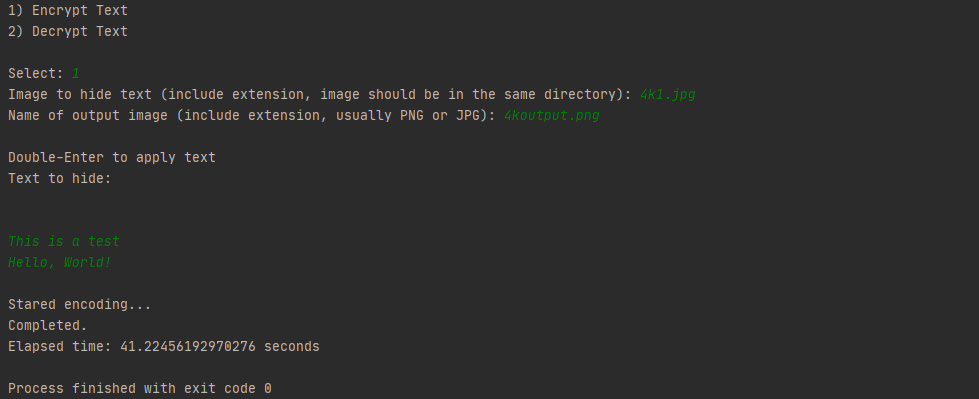 1) Encrypt Text
2) Decrypt Text
Select: 1
Image to hide text (include extension, image should be in the same directory): 4k1.jpg
Name of output image (include extension, usually PNG or JPG): 4koutput.png
Double-Enter to apply text
Text to hide:
This is a test
Hello, World!
Stared encoding...
Completed.
Elapsed time: 41.22456192970276 seconds
Process finished with exit code 0